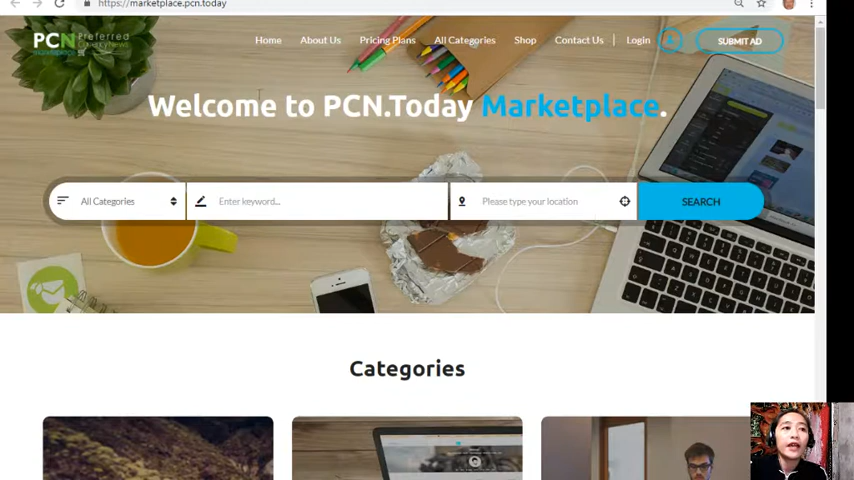 https://marketplace.pcn.today
PCN Preferred
Home About Us Pricing Plans All Categories Shop Contact Us Login SUBMIT AD
Welcome to PCN.Today Marketplace.
All Categories Enter keyword... Please type your location SEARCH
Categories